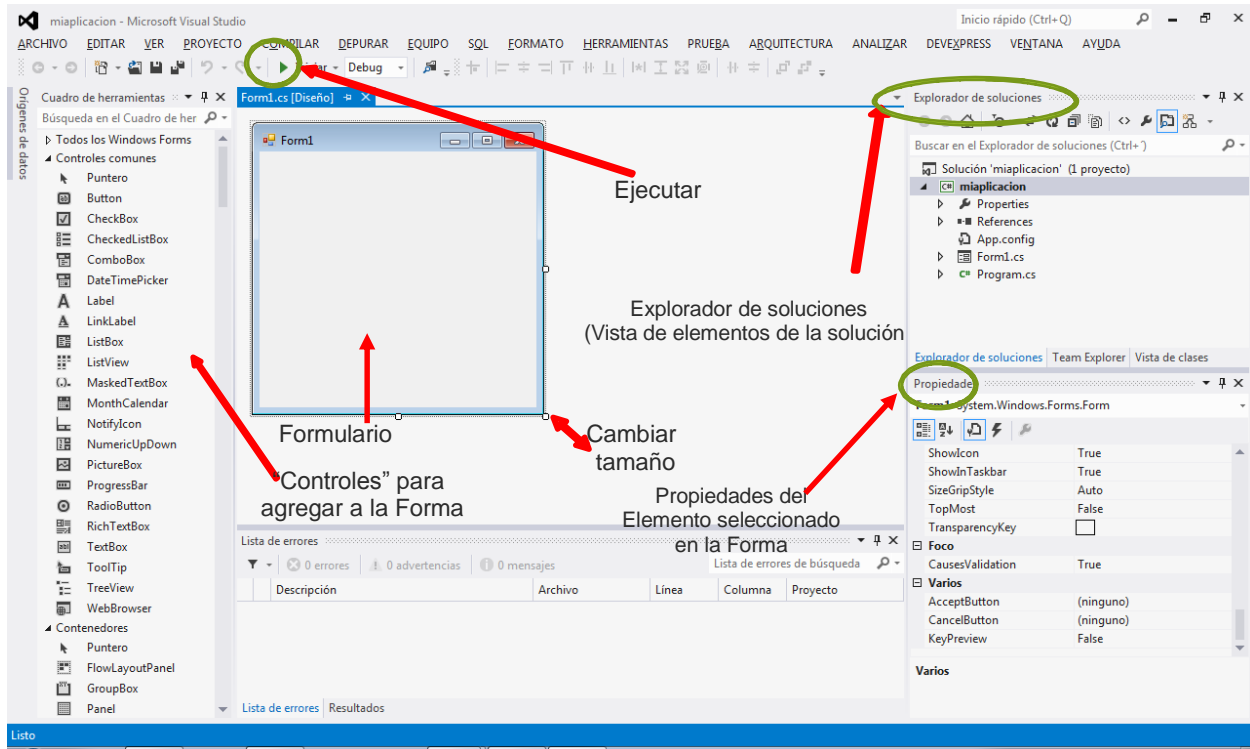 miaplicacion - Microsoft Visual Studio
Inicio rápido (Ctrl+Q)
ARCHIVO EDITAR VER PROYECTO COMPILAR DEPURAR EQUIPO SQL FORMATO HERRAMIENTAS PRUEBA ARQUITECTURA ANALIZAR DEVEXPRESS VENTANA AYUDA
Debug
Orígenes de datos
Cuadro de herramientas
Búsqueda en el Cuadro de her
Todos los Windows Forms
Controles comunes
Puntero
Button
CheckBox
CheckedListBox
ComboBox
DateTimePicker
Label
LinkLabel
ListBox
ListView
MaskedTextBox
MonthCalendar
NotifyIcon
NumericUpDown
PictureBox
ProgressBar
RadioButton
RichTextBox
TextBox
ToolTip
TreeView
WebBrowser
Contenedores
Puntero
FlowLayoutPanel
GroupBox
Panel
Form1.cs [Diseño]
Form1
Ejecutar
Explorador de soluciones
(Vista de elementos de la solución
Formulario
Cambiar
tamaño
"Controles" para
agregar a la Forma
Propiedades del
Elemento seleccionado
en la Forma
Lista de errores
0 errores 0 advertencias 0 mensajes
Lista de errores de búsqueda
Descripción Archivo Línea Columna Proyecto
Lista de errores Resultados
Explorador de soluciones
Buscar en el Explorador de soluciones (Ctrl+´)
Solución 'miaplicacion' (1 proyecto)
miaplicacion
Properties
References
App.config
Form1.cs
Program.cs
Explorador de soluciones Team Explorer Vista de clases
Propiedades
Form1 System.Windows.Forms.Form
ShowIcon True
ShowInTaskbar True
SizeGripStyle Auto
TopMost False
TransparencyKey
Foco
CausesValidation True
Varios
AcceptButton (ninguno)
CancelButton (ninguno)
KeyPreview False
Varios
Listo